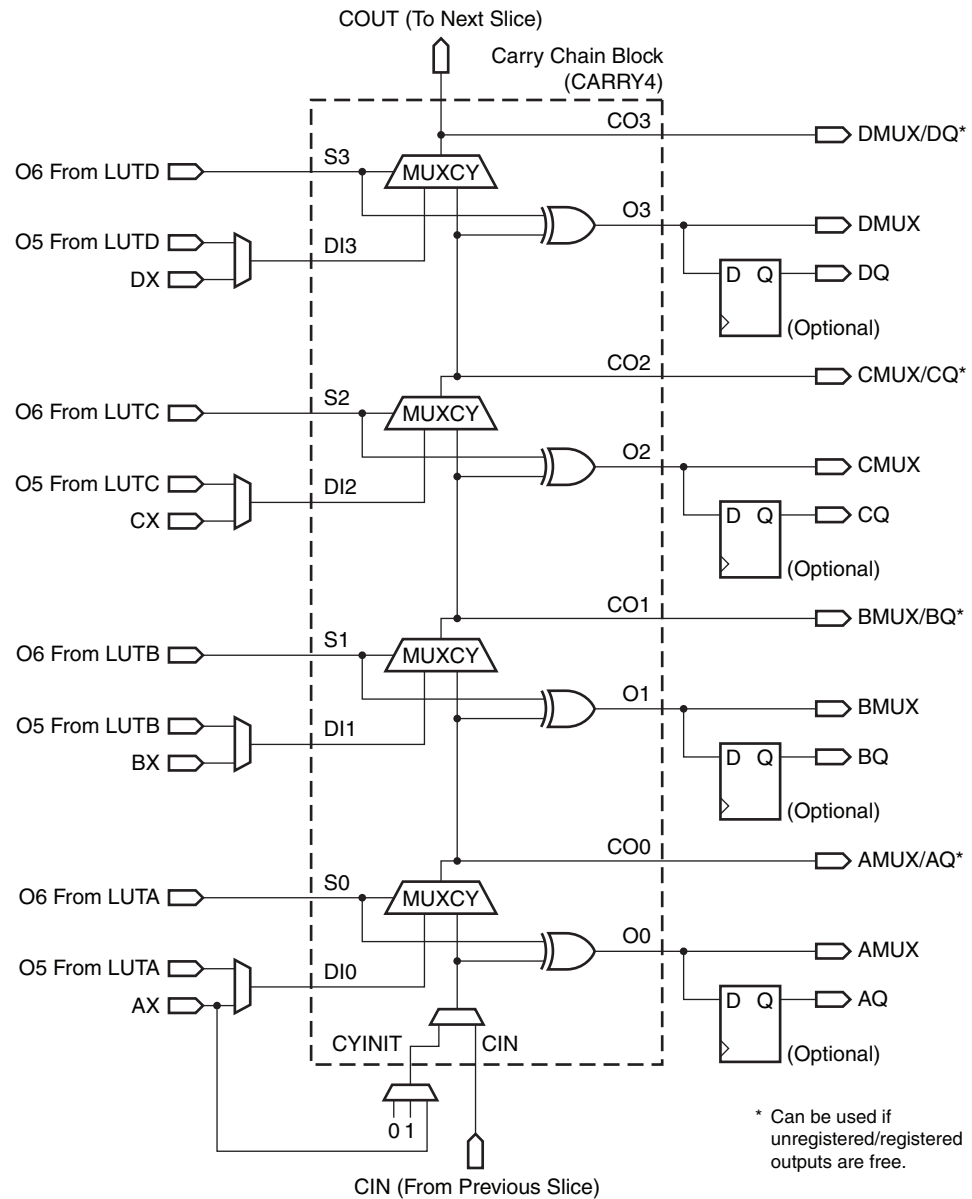 COUT (To Next Slice)
Carry Chain Block
(CARRY4)
CO3
DMUX/DQ*
O6 From LUTD
S3
MUXCY
O3
DMUX
O5 From LUTD
DI3
DX
D Q
DQ
(Optional)
CO2
CMUX/CQ*
O6 From LUTC
S2
MUXCY
O2
CMUX
O5 From LUTC
DI2
CX
D Q
CQ
(Optional)
CO1
BMUX/BQ*
O6 From LUTB
S1
MUXCY
O1
BMUX
O5 From LUTB
DI1
BX
D Q
BQ
(Optional)
CO0
AMUX/AQ*
O6 From LUTA
S0
MUXCY
O0
AMUX
O5 From LUTA
DI0
AX
D Q
AQ
(Optional)
CYINIT
CIN
0 1
* Can be used if
unregistered/registered
outputs are free.
CIN (From Previous Slice)